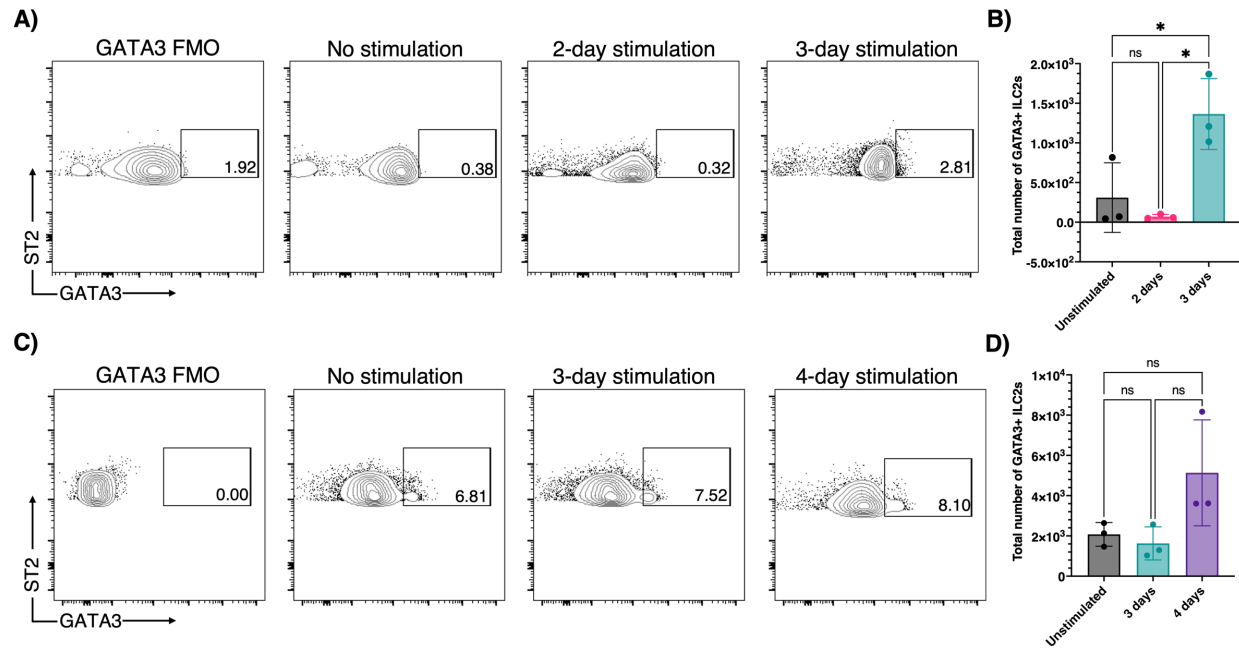 A)
GATA3 FMO
No stimulation
2-day stimulation
3-day stimulation
1.92
0.38
0.32
2.81
ST2
GATA3
B)
*
ns
*
Total number of GATA3+ ILC2s
2.0×10³
1.5×10³
1.0×10³
5.0×10²
0.0
-5.0×10²
Unstimulated
2 days
3 days
C)
GATA3 FMO
No stimulation
3-day stimulation
4-day stimulation
0.00
6.81
7.52
8.10
ST2
GATA3
D)
ns
ns
ns
Total number of GATA3+ ILC2s
1×10⁴
8×10³
6×10³
4×10³
2×10³
0
Unstimulated
3 days
4 days